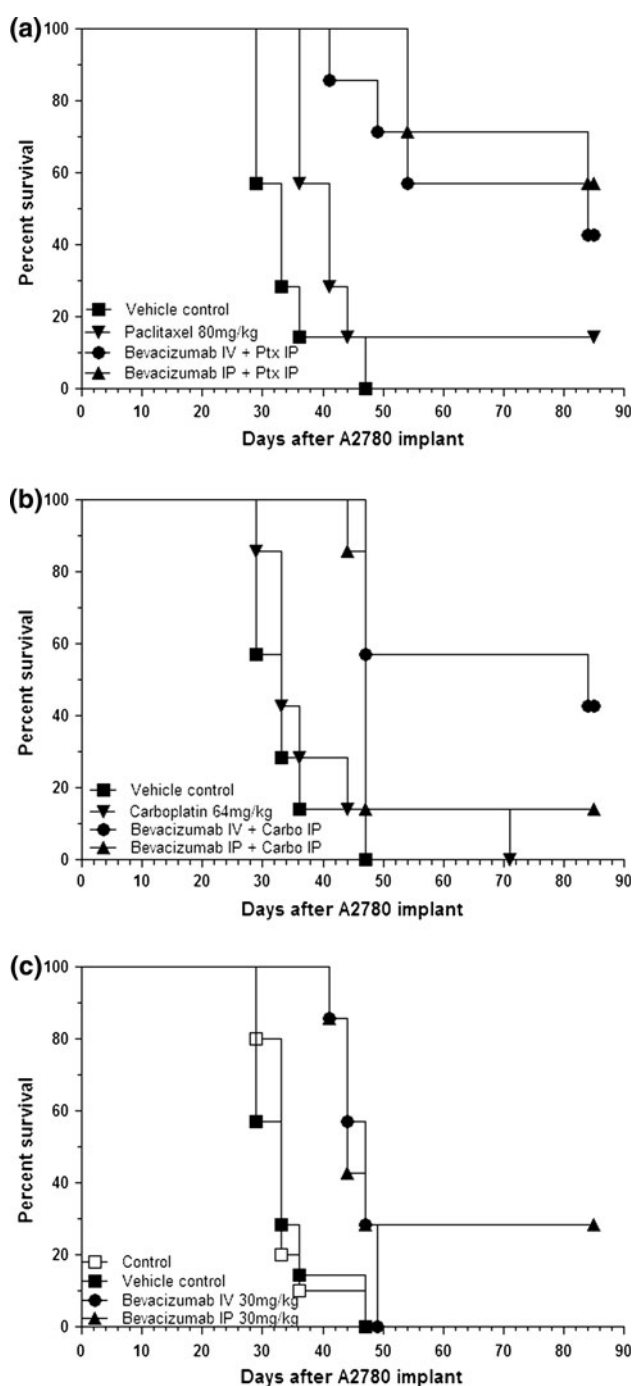 (a)
100
80
60
40
20
0
Percent survival
Vehicle control
Paclitaxel 80mg/kg
Bevacizumab IV + Ptx IP
Bevacizumab IP + Ptx IP
0 10 20 30 40 50 60 70 80 90
Days after A2780 implant
(b)
100
80
60
40
20
0
Percent survival
Vehicle control
Carboplatin 64mg/kg
Bevacizumab IV + Carbo IP
Bevacizumab IP + Carbo IP
0 10 20 30 40 50 60 70 80 90
Days after A2780 implant
(c)
100
80
60
40
20
0
Percent survival
Control
Vehicle control
Bevacizumab IV 30mg/kg
Bevacizumab IP 30mg/kg
0 10 20 30 40 50 60 70 80 90
Days after A2780 implant